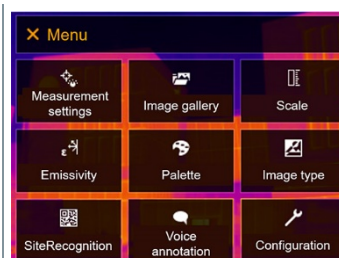 × Menu
Measurement settings
Image gallery
Scale
ε
Emissivity
Palette
Image type
SiteRecognition
Voice annotation
Configuration